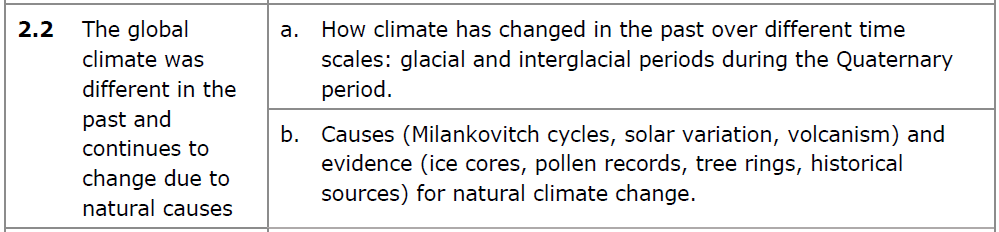 2.2 The global
climate was
different in the
past and
continues to
change due to
natural causes
a. How climate has changed in the past over different time
scales: glacial and interglacial periods during the Quaternary
period.
b. Causes (Milankovitch cycles, solar variation, volcanism) and
evidence (ice cores, pollen records, tree rings, historical
sources) for natural climate change.